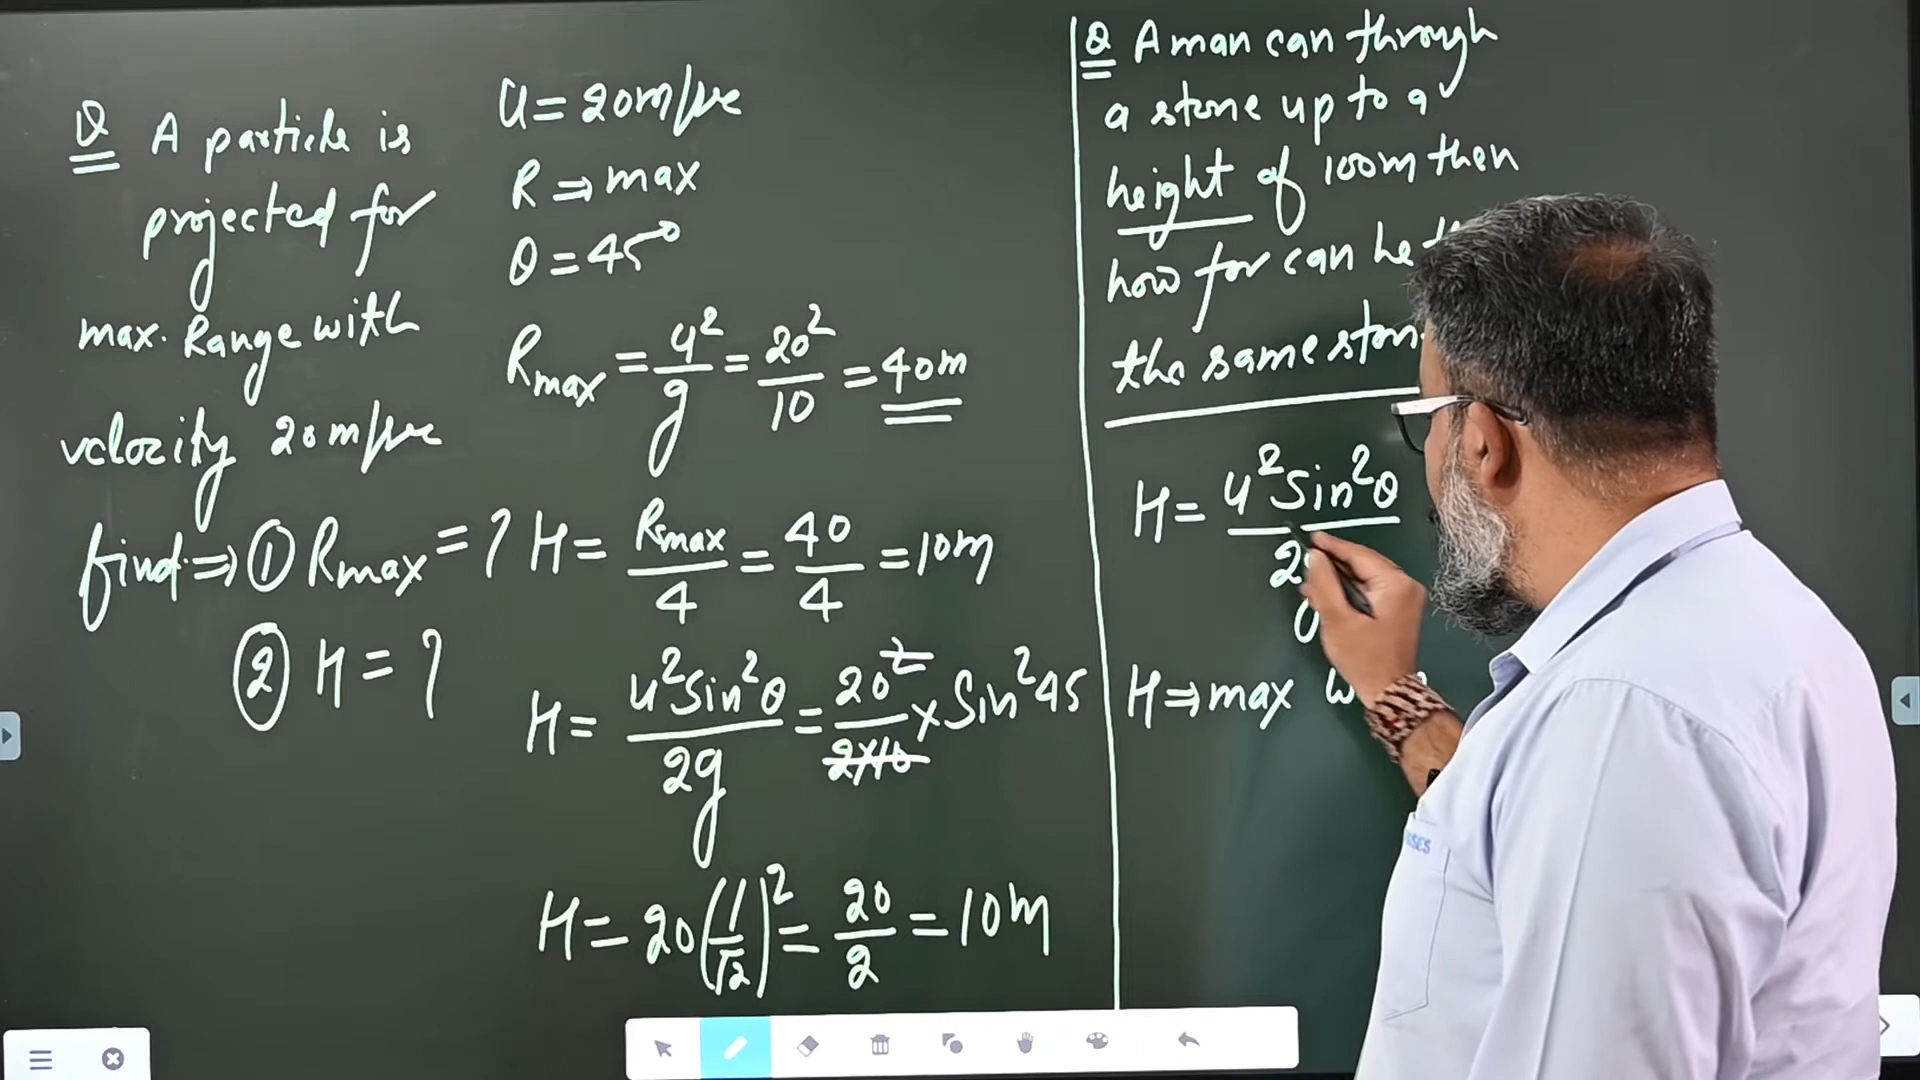 Q A particle is
projected for
max. Range with
velocity 20m/sec
find ⇒ ① Rmax = ?
② H = ?
u = 20m/sec
R ⇒ max
θ = 45°
Rmax = u²/g = 20²/10 = 40m
H = Rmax/4 = 40/4 = 10m
H = u²Sin²θ/2g = 20²/2×10 × Sin²45
H = 20(1/√2)² = 20/2 = 10m
Q A man can through
a stone up to a
height of 100m then
how far can he
the same
H = u²Sin²θ/2g
H ⇒ max